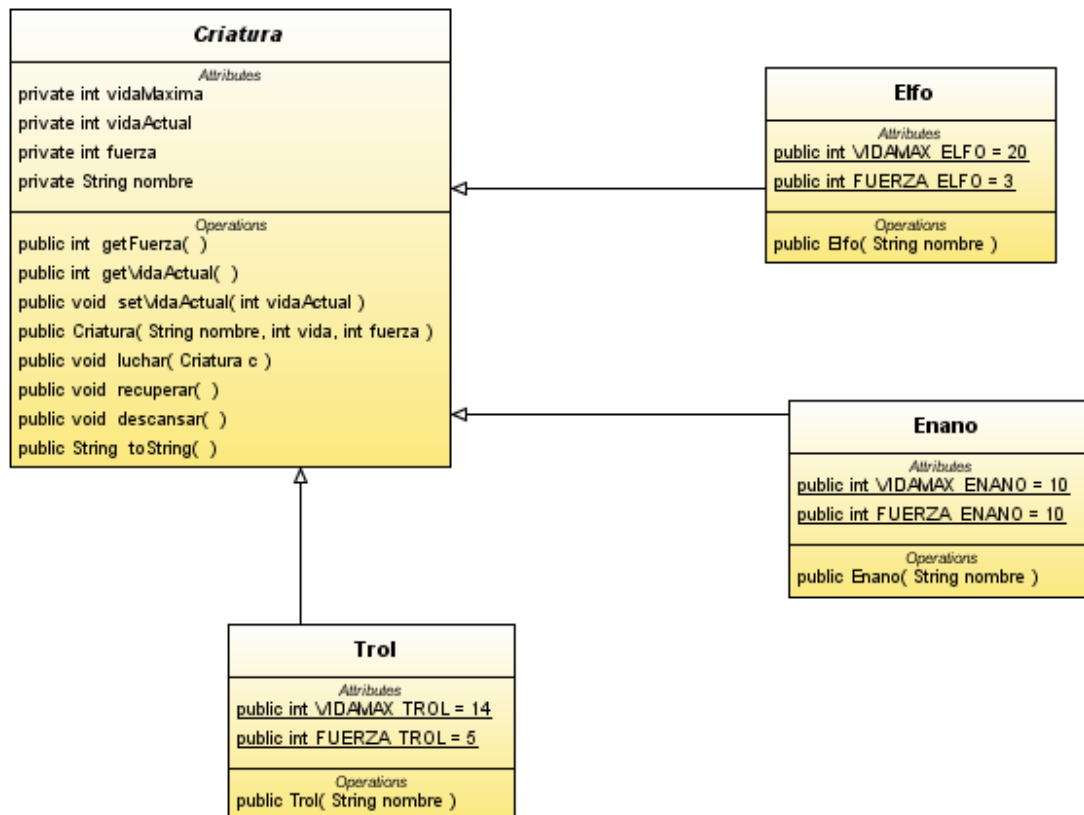 Criatura
Attributes
private int vidaMaxima
private int vidaActual
private int fuerza
private String nombre
Operations
public int getFuerza( )
public int getVidaActual( )
public void setVidaActual( int vidaActual )
public Criatura( String nombre, int vida, int fuerza )
public void luchar( Criatura c )
public void recuperar( )
public void descansar( )
public String toString( )
Elfo
Attributes
public int VIDAMAX_ELFO = 20
public int FUERZA_ELFO = 3
Operations
public Elfo( String nombre )
Enano
Attributes
public int VIDAMAX_ENANO = 10
public int FUERZA_ENANO = 10
Operations
public Enano( String nombre )
Trol
Attributes
public int VIDAMAX_TROL = 14
public int FUERZA_TROL = 5
Operations
public Trol( String nombre )